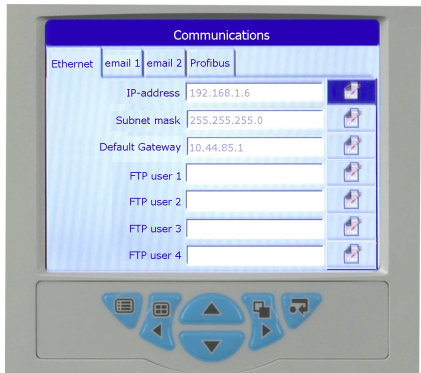 Communications
Ethernet email 1 email 2 Profibus
IP-address 192.168.1.6
Subnet mask 255.255.255.0
Default Gateway 10.44.85.1
FTP user 1
FTP user 2
FTP user 3
FTP user 4